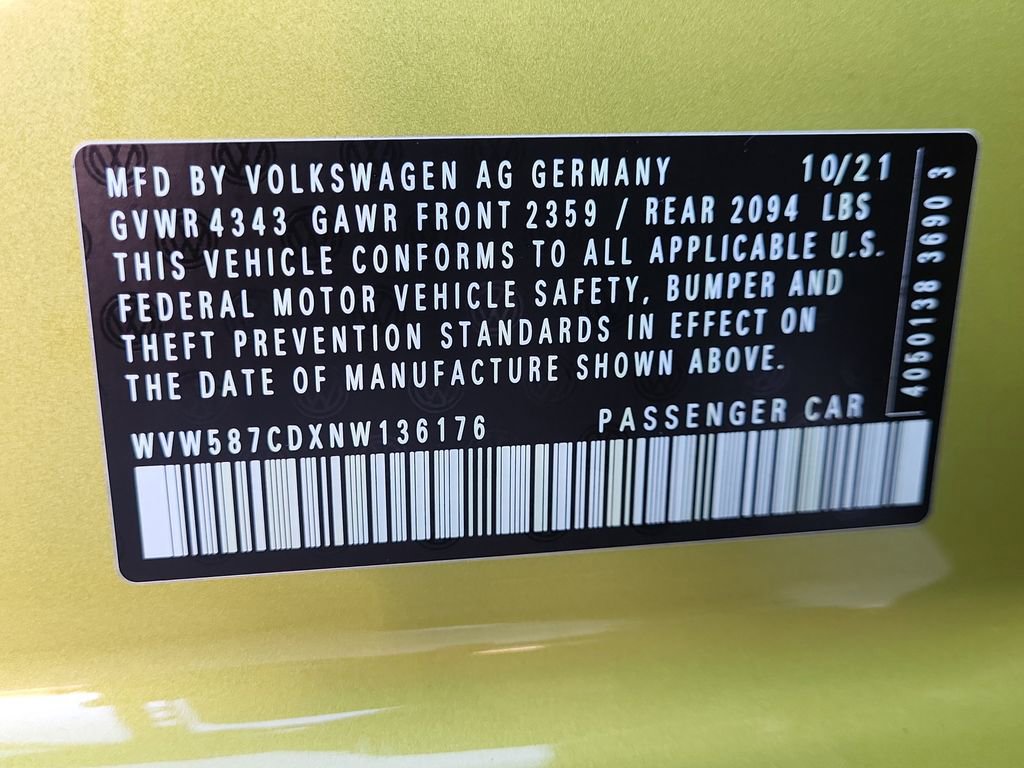 MFD BY VOLKSWAGEN AG GERMANY 10/21
GVWR 4343 GAWR FRONT 2359 / REAR 2094 LBS
THIS VEHICLE CONFORMS TO ALL APPLICABLE U.S.
FEDERAL MOTOR VEHICLE SAFETY, BUMPER AND
THEFT PREVENTION STANDARDS IN EFFECT ON
THE DATE OF MANUFACTURE SHOWN ABOVE.
WVW587CDXNW136176 PASSENGER CAR
4050138 3690 3